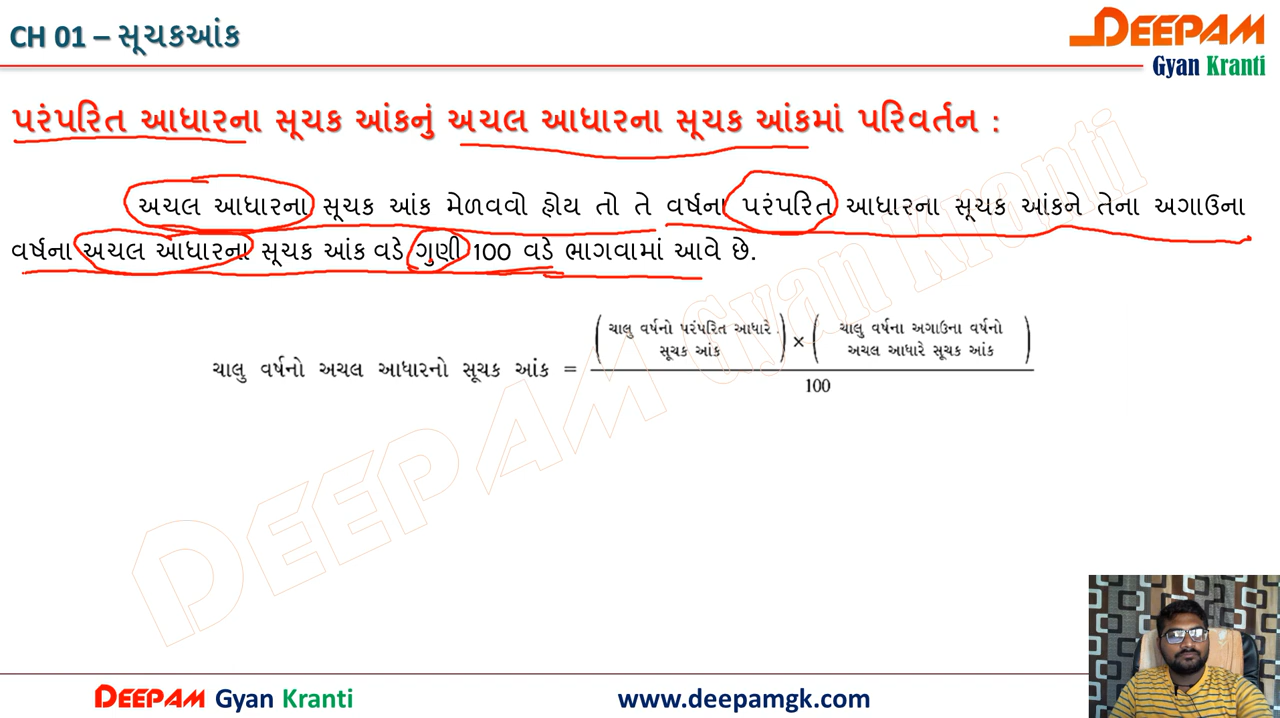 CH 01 – સૂચકઆંક
DEEPAM
Gyan Kranti
પરંપરિત આધારના સૂચક આંકનું અચલ આધારના સૂચક આંકમાં પરિવર્તન :
અચલ આધારના સૂચક આંક મેળવવો હોય તો તે વર્ષના પરંપરિત આધારના સૂચક આંકને તેના અગાઉના
વર્ષના અચલ આધારના સૂચક આંક વડે ગુણી 100 વડે ભાગવામાં આવે છે.
ચાલુ વર્ષનો અચલ આધારનો સૂચક આંક =
(ચાલુ વર્ષનો પરંપરિત આધારે
સૂચક આંક)
×
(ચાલુ વર્ષના અગાઉના વર્ષનો
અચલ આધારે સૂચક આંક)
100
DEEPAM Gyan Kranti
DEEPAM Gyan Kranti
www.deepamgk.com